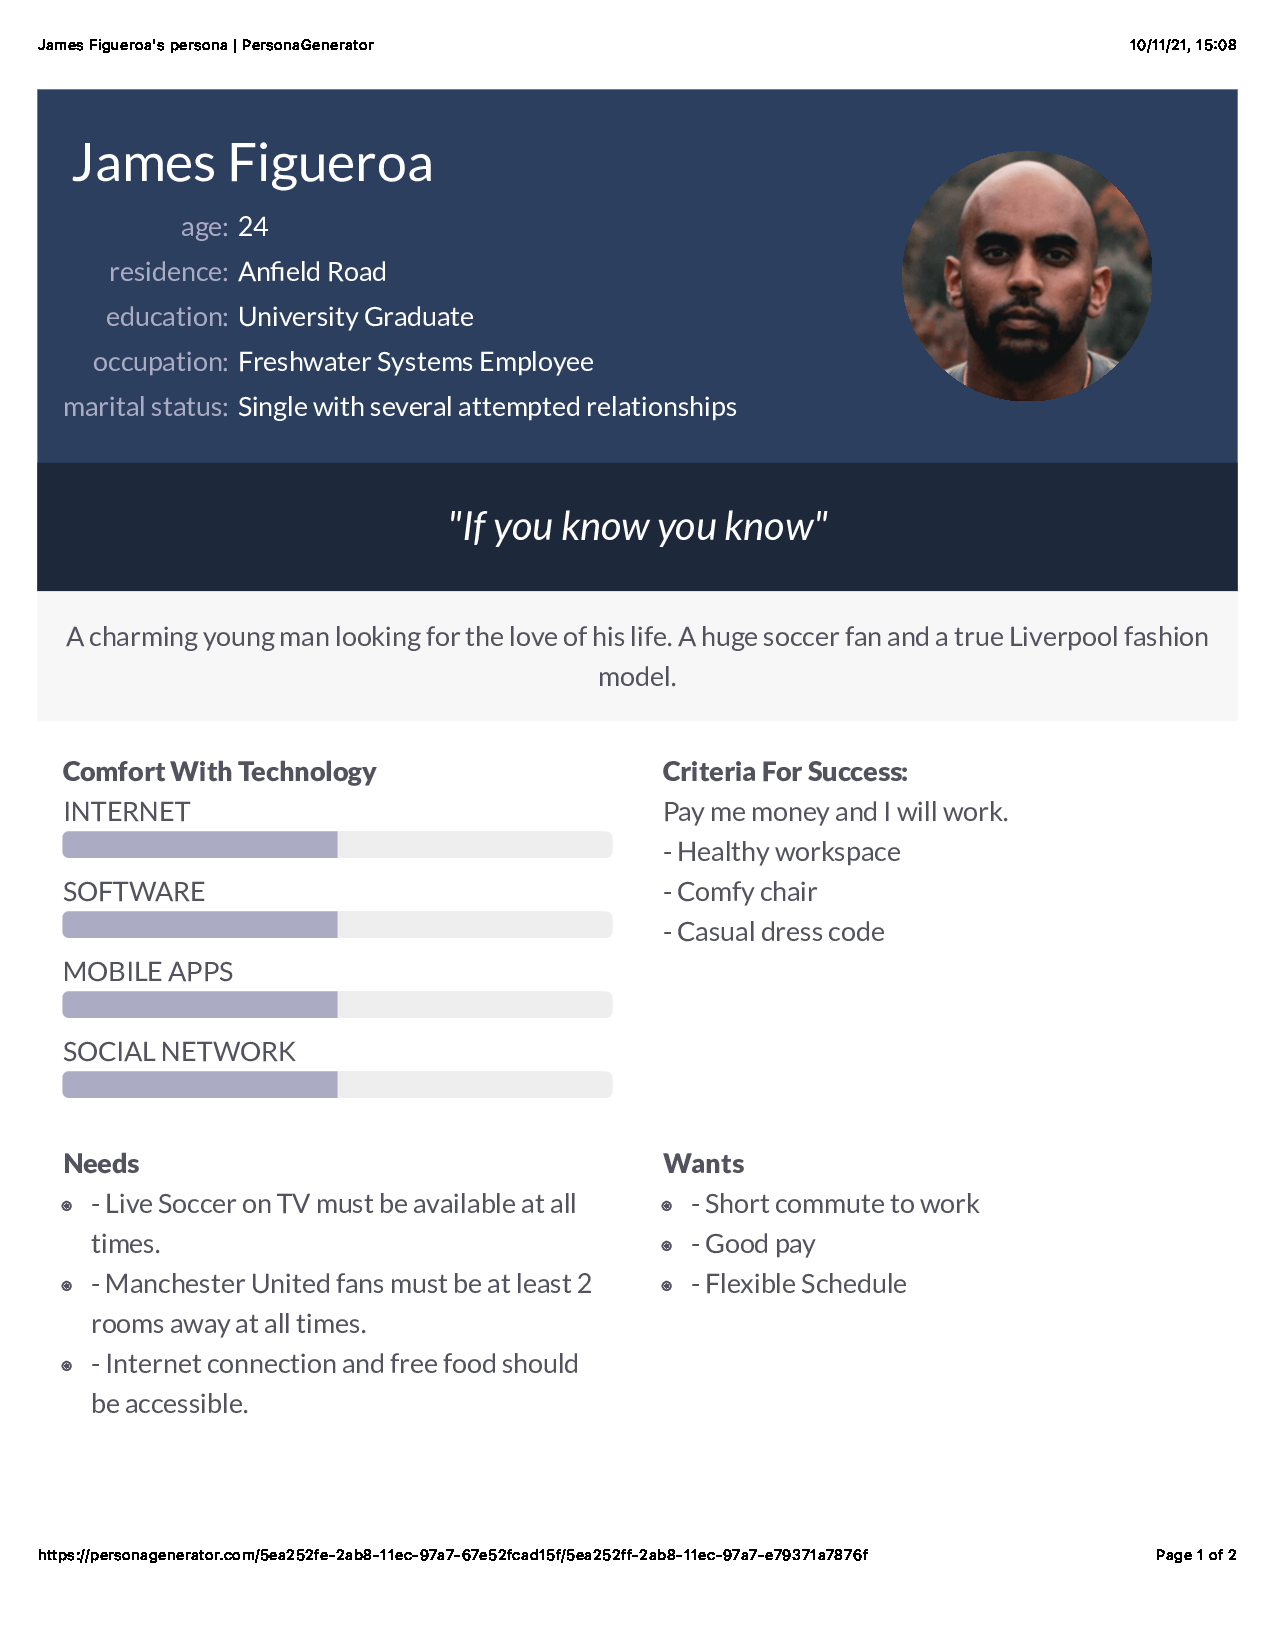 James Figueroa's persona | PersonaGenerator
10/11/21, 15:08
James Figueroa
age: 24
residence: Anfield Road
education: University Graduate
occupation: Freshwater Systems Employee
marital status: Single with several attempted relationships
"If you know you know"
A charming young man looking for the love of his life. A huge soccer fan and a true Liverpool fashion
model.
Comfort With Technology
INTERNET
SOFTWARE
MOBILE APPS
SOCIAL NETWORK
Criteria For Success:
Pay me money and I will work.
- Healthy workspace
- Comfy chair
- Casual dress code
Needs
- Live Soccer on TV must be available at all
times.
- Manchester United fans must be at least 2
rooms away at all times.
- Internet connection and free food should
be accessible.
Wants
- Short commute to work
- Good pay
- Flexible Schedule
https://personagenerator.com/5ea252fe-2ab8-11ec-97a7-67e52fcad15f/5ea252ff-2ab8-11ec-97a7-e79371a7876f
Page 1 of 2